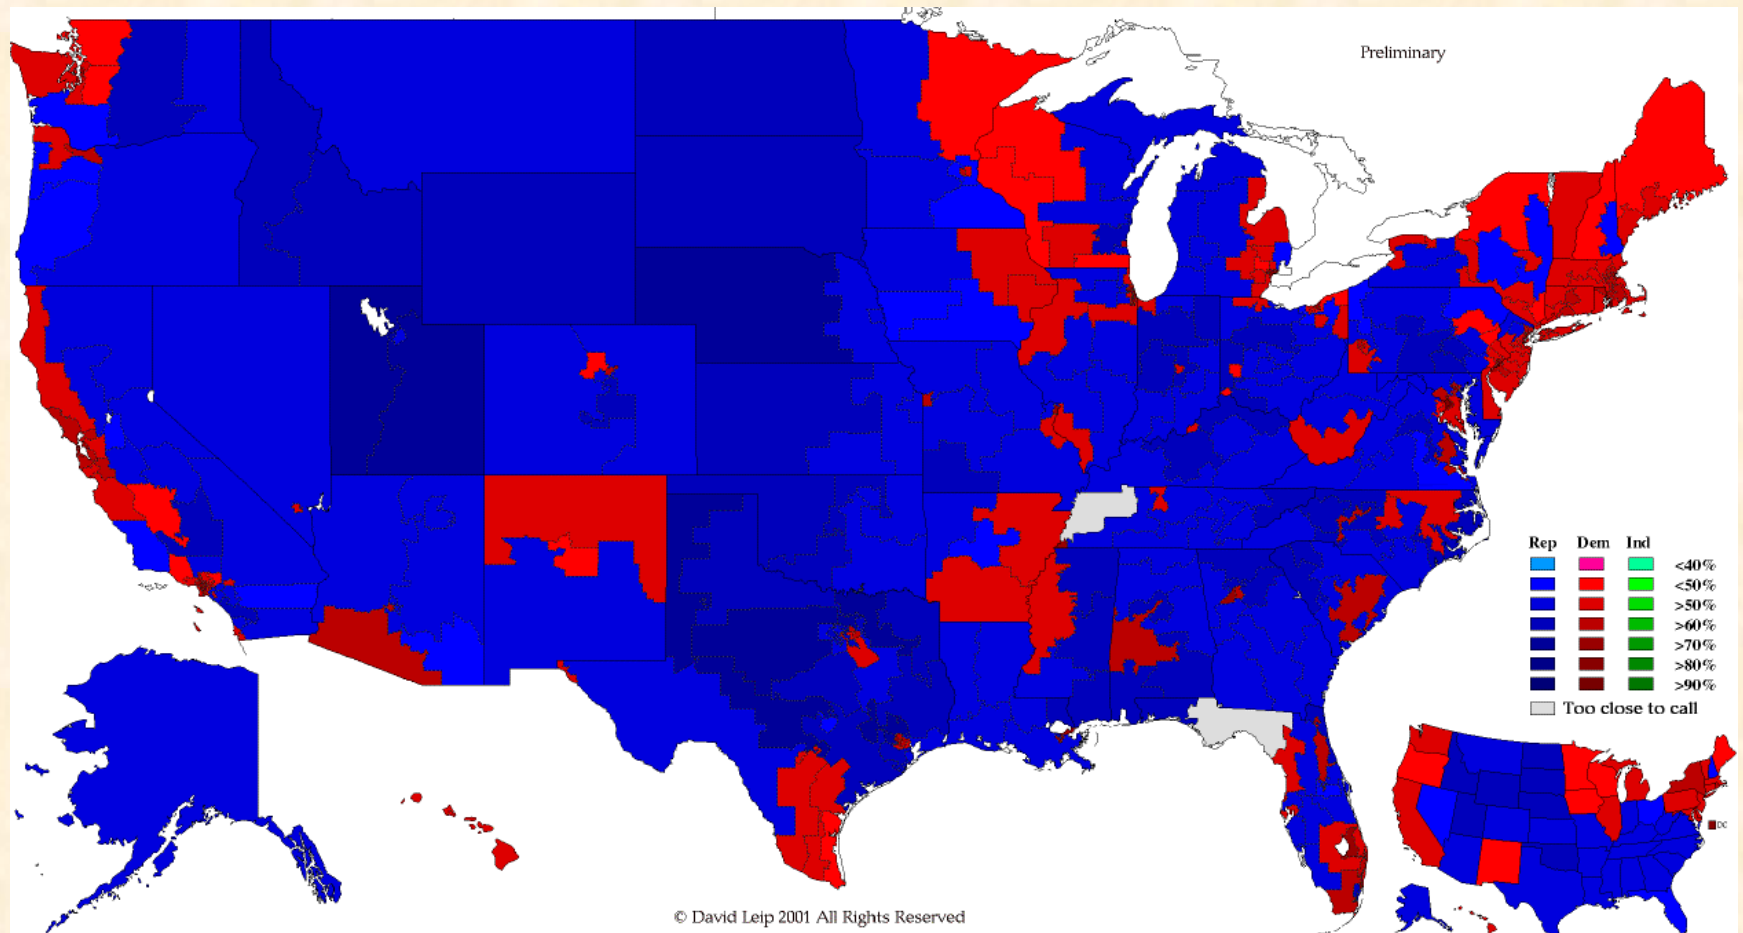 Preliminary
Rep Dem Ind
<40%
<50%
>50%
>60%
>70%
>80%
>90%
Too close to call
DC
© David Leip 2001 All Rights Reserved